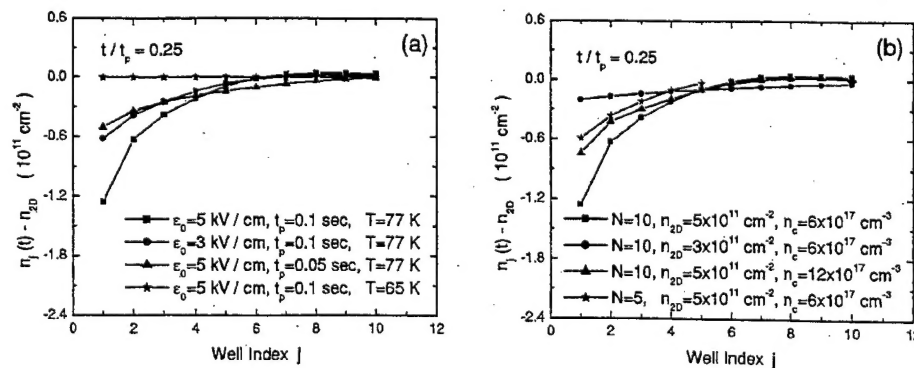 (a)
t / t_p = 0.25
n_j (t) - n_2D ( 10^11 cm^-2 )
0.6
0.0
-0.6
-1.2
-1.8
-2.4
ε_0=5 kV / cm, t_p=0.1 sec, T=77 K
ε_0=3 kV / cm, t_p=0.1 sec, T=77 K
ε_0=5 kV / cm, t_p=0.05 sec, T=77 K
ε_0=5 kV / cm, t_p=0.1 sec, T=65 K
0 2 4 6 8 10 12
Well Index j
(b)
t / t_p = 0.25
n_j (t) - n_2D ( 10^11 cm^-2 )
0.6
0.0
-0.6
-1.2
-1.8
-2.4
N=10, n_2D=5x10^11 cm^-2, n_c=6x10^17 cm^-3
N=10, n_2D=3x10^11 cm^-2, n_c=6x10^17 cm^-3
N=10, n_2D=5x10^11 cm^-2, n_c=12x10^17 cm^-3
N=5, n_2D=5x10^11 cm^-2, n_c=6x10^17 cm^-3
0 2 4 6 8 10 12
Well Index j